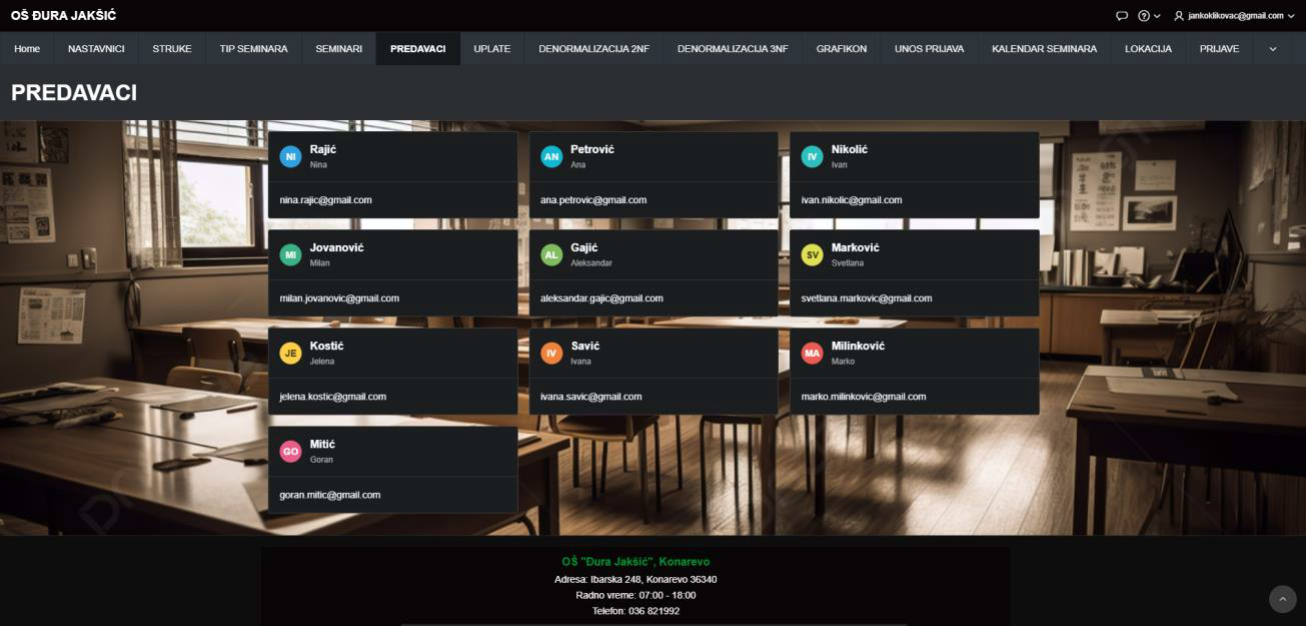 OŠ ĐURA JAKŠIĆ
jankoklikovac@gmail.com
Home NASTAVNICI STRUKE TIP SEMINARA SEMINARI PREDAVACI UPLATE DENORMALIZACIJA 2NF DENORMALIZACIJA 3NF GRAFIKON UNOS PRIJAVA KALENDAR SEMINARA LOKACIJA PRIJAVE
PREDAVACI
NI Rajić
Nina
nina.rajic@gmail.com
AN Petrović
Ana
ana.petrovic@gmail.com
IV Nikolić
Ivan
ivan.nikolic@gmail.com
MI Jovanović
Milan
milan.jovanovic@gmail.com
AL Gajić
Aleksandar
aleksandar.gajic@gmail.com
SV Marković
Svetlana
svetlana.markovic@gmail.com
JE Kostić
Jelena
jelena.kostic@gmail.com
IV Savić
Ivana
ivana.savic@gmail.com
MA Milinković
Marko
marko.milinkovic@gmail.com
GO Mitić
Goran
goran.mitic@gmail.com
OŠ "Đura Jakšić", Konarevo
Adresa: Ibarska 248, Konarevo 36340
Radno vreme: 07:00 - 18:00
Telefon: 036 821992